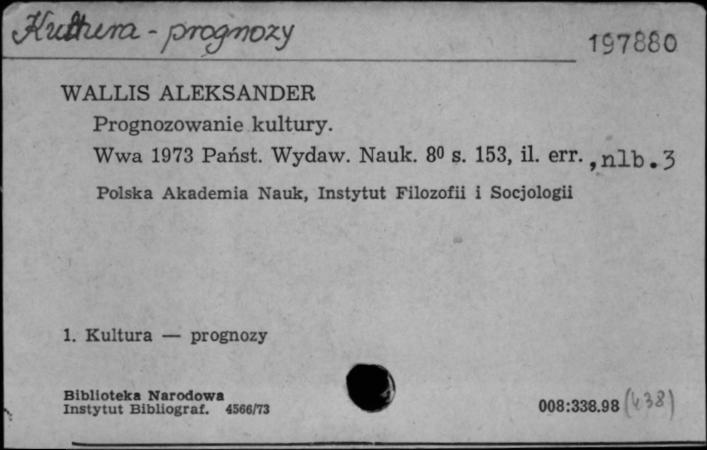 Kultura - prognozy
197880
WALLIS ALEKSANDER
Prognozowanie kultury.
Wwa 1973 Państ. Wydaw. Nauk. 8⁰ s. 153, il. err., nlb. 3
Polska Akademia Nauk, Instytut Filozofii i Socjologii
1. Kultura — prognozy
Biblioteka Narodowa
Instytut Bibliograf. 4566/73
008:338.98 (438)